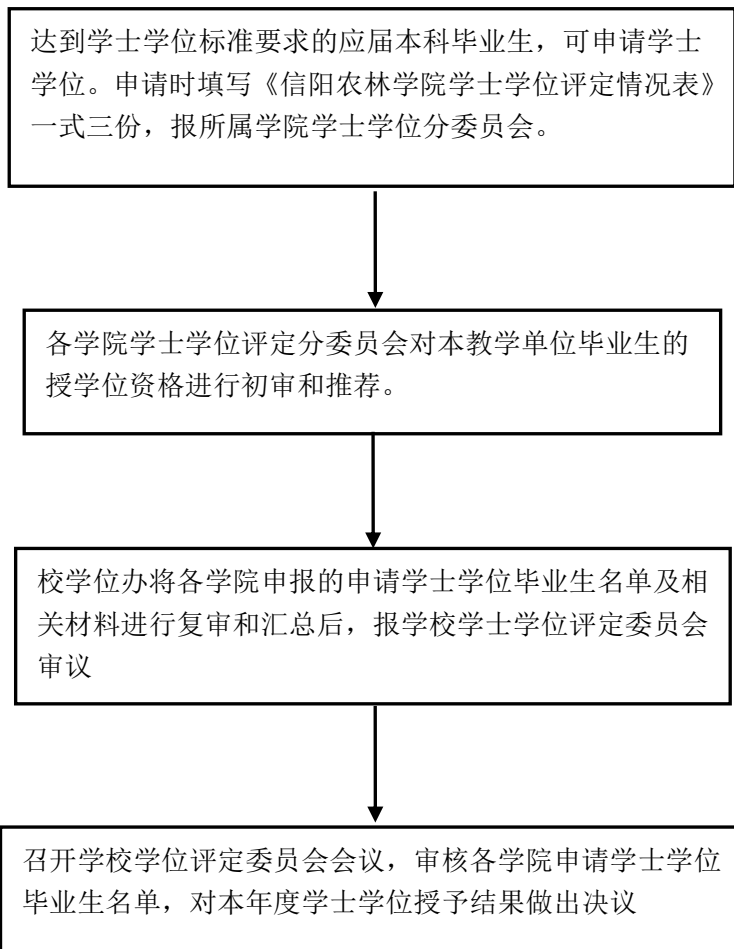 达到学士学位标准要求的应届本科毕业生，可申请学士
学位。申请时填写《信阳农林学院学士学位评定情况表》
一式三份，报所属学院学士学位分委员会。
各学院学士学位评定分委员会对本教学单位毕业生的
授学位资格进行初审和推荐。
校学位办将各学院申报的申请学士学位毕业生名单及相
关材料进行复审和汇总后，报学校学士学位评定委员会
审议
召开学校学位评定委员会会议，审核各学院申请学士学位
毕业生名单，对本年度学士学位授予结果做出决议